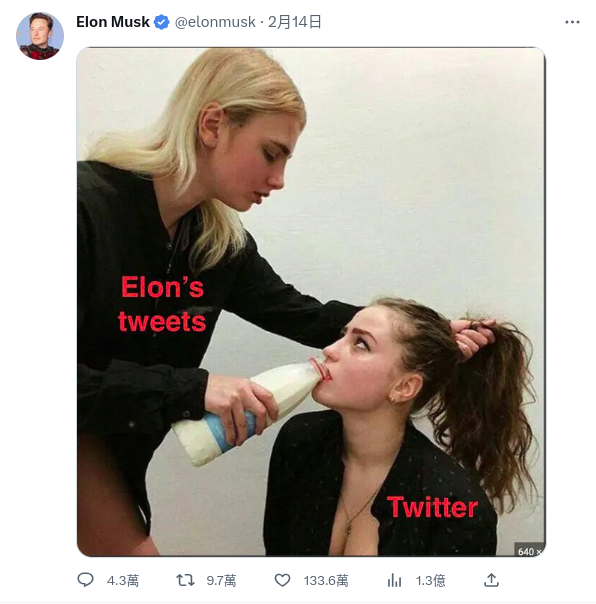 Elon Musk @elonmusk · 2月14日
Elon's
tweets
Twitter
640 ×
4.3萬 9.7萬 133.6萬 1.3億